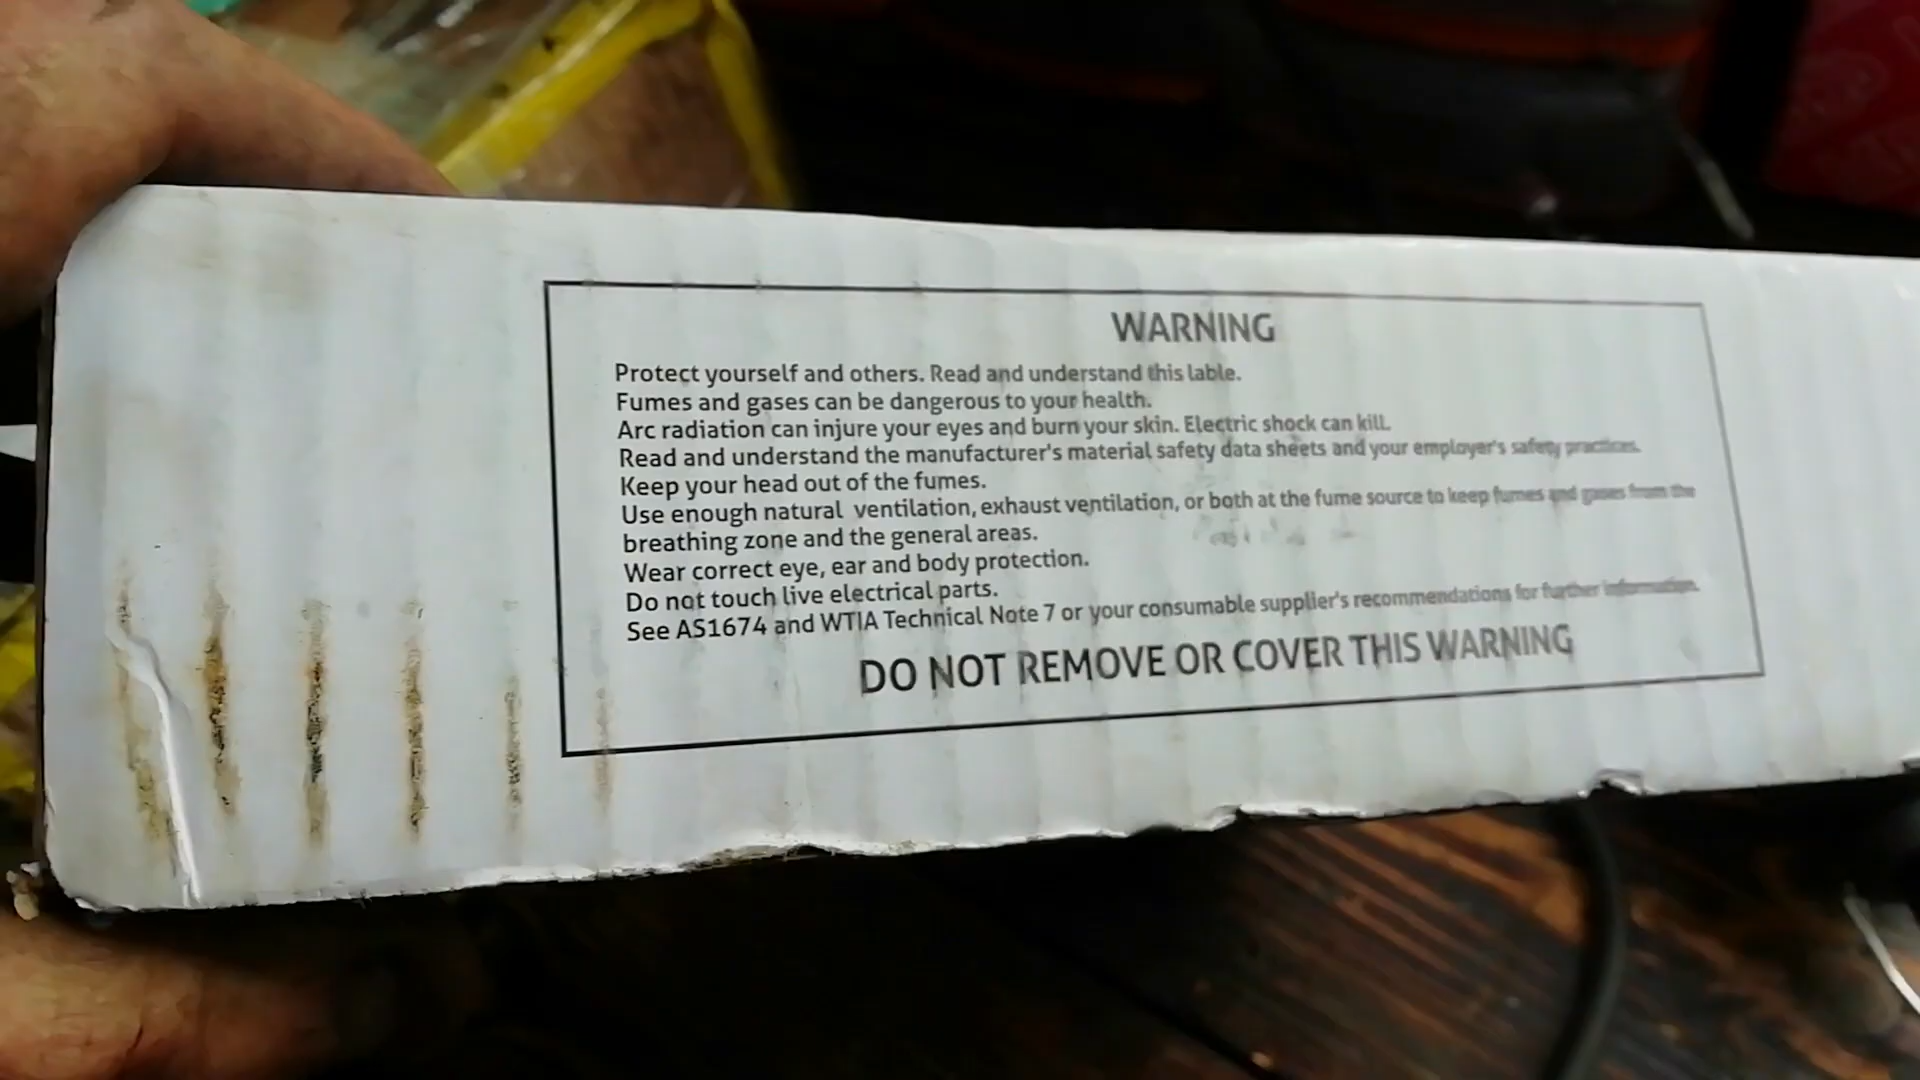 WARNING
Protect yourself and others. Read and understand this lable.
Fumes and gases can be dangerous to your health.
Arc radiation can injure your eyes and burn your skin. Electric shock can kill.
Read and understand the manufacturer's material safety data sheets and your employer's safety practices.
Keep your head out of the fumes.
Use enough natural ventilation, exhaust ventilation, or both at the fume source to keep fumes and gases from the
breathing zone and the general areas.
Wear correct eye, ear and body protection.
Do not touch live electrical parts.
See AS1674 and WTIA Technical Note 7 or your consumable supplier's recommendations for further information.
DO NOT REMOVE OR COVER THIS WARNING